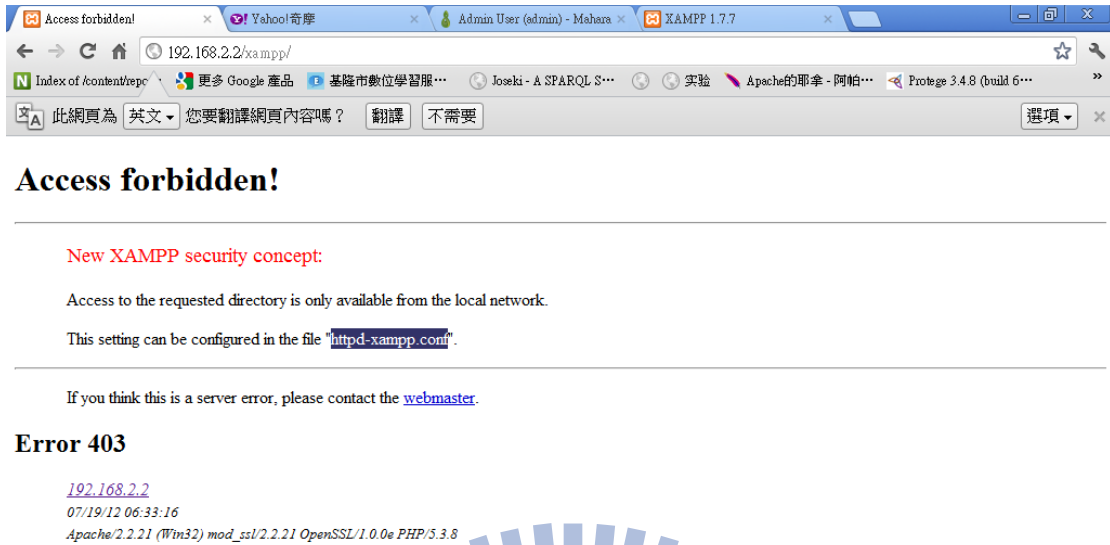 Access forbidden!
Yahoo!奇摩
Admin User (admin) - Mahara
XAMPP 1.7.7
192.168.2.2/xampp/
Index of /content/repo
更多 Google 產品
基隆市數位學習服…
Joseki - A SPARQL S…
实验
Apache的耶拿 - 阿帕…
Protege 3.4.8 (build 6…
»
此網頁為 英文 您要翻譯網頁內容嗎？ 翻譯 不需要 選項
Access forbidden!
New XAMPP security concept:
Access to the requested directory is only available from the local network.
This setting can be configured in the file "httpd-xampp.conf".
If you think this is a server error, please contact the webmaster.
Error 403
192.168.2.2
07/19/12 06:33:16
Apache/2.2.21 (Win32) mod_ssl/2.2.21 OpenSSL/1.0.0e PHP/5.3.8